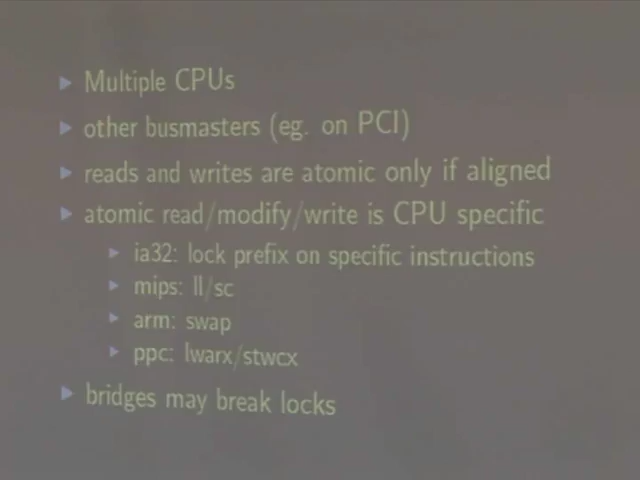 Multiple CPUs
other busmasters (eg. on PCI)
reads and writes are atomic only if aligned
atomic read/modify/write is CPU specific
ia32: lock prefix on specific instructions
mips: ll/sc
arm: swap
ppc: lwarx/stwcx
bridges may break locks